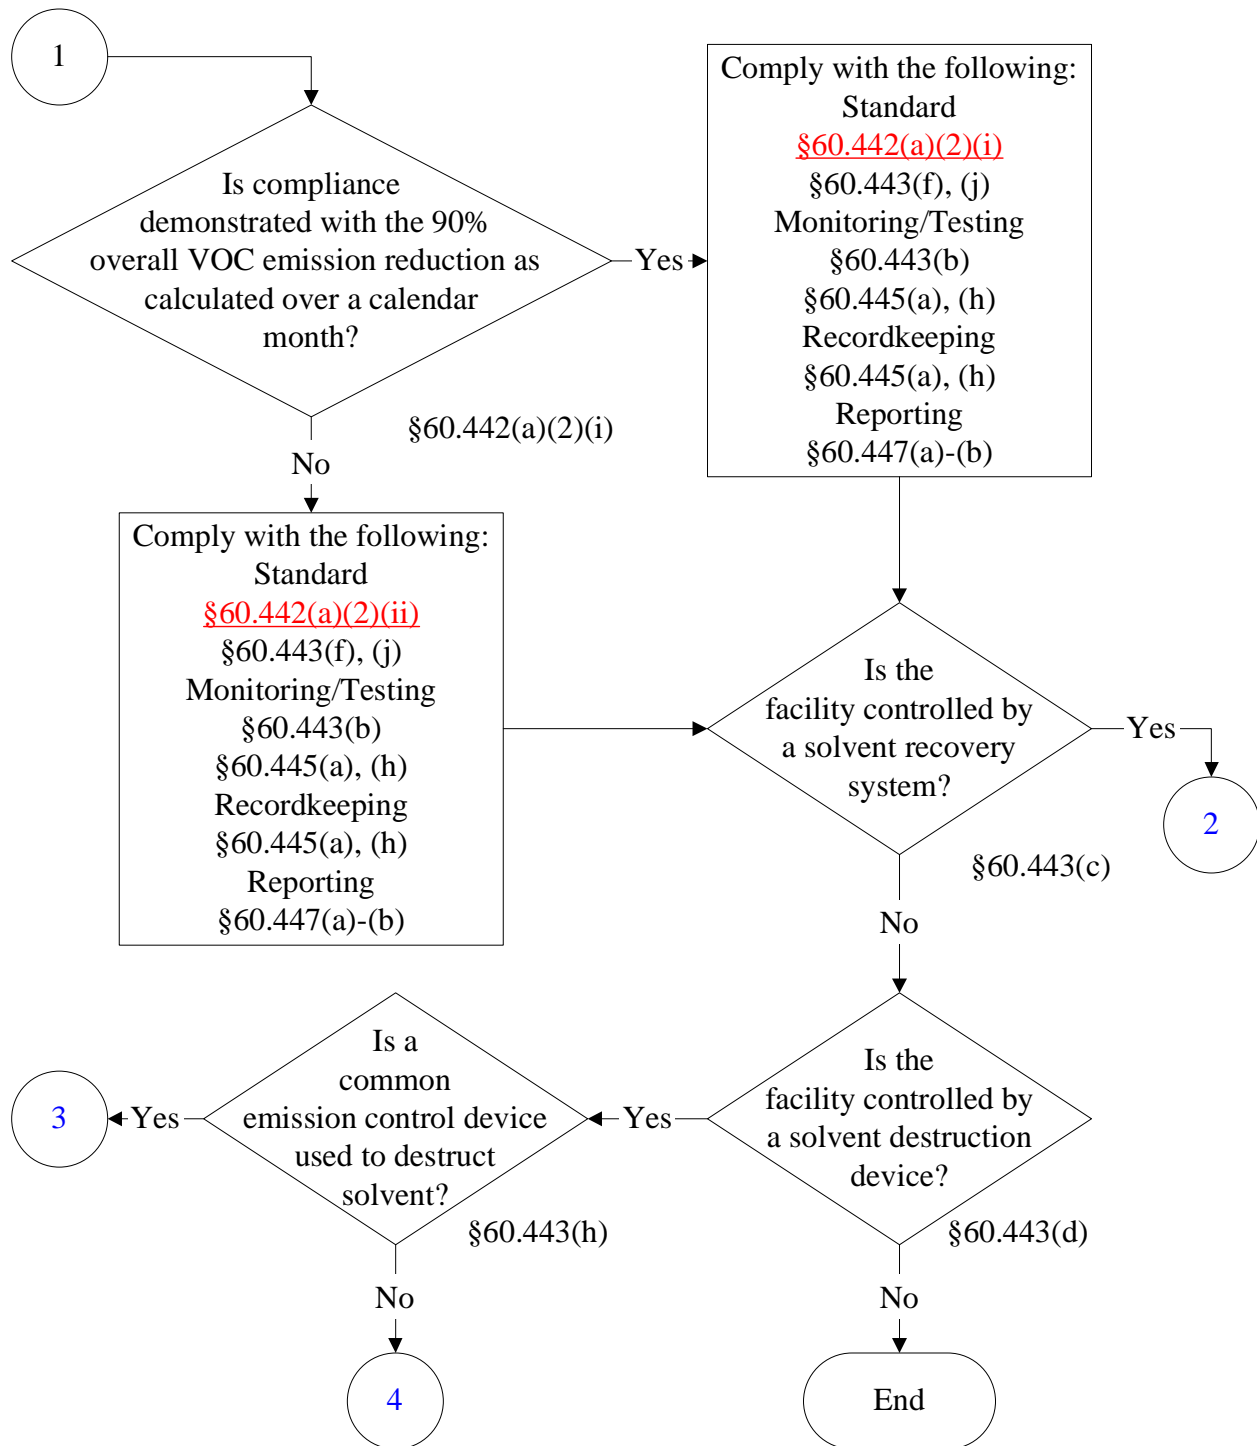 1
Is compliance
demonstrated with the 90%
overall VOC emission reduction as
calculated over a calendar
month?
Yes
§60.442(a)(2)(i)
No
Comply with the following:
Standard
§60.442(a)(2)(i)
§60.443(f), (j)
Monitoring/Testing
§60.443(b)
§60.445(a), (h)
Recordkeeping
§60.445(a), (h)
Reporting
§60.447(a)-(b)
Comply with the following:
Standard
§60.442(a)(2)(ii)
§60.443(f), (j)
Monitoring/Testing
§60.443(b)
§60.445(a), (h)
Recordkeeping
§60.445(a), (h)
Reporting
§60.447(a)-(b)
Is the
facility controlled by
a solvent recovery
system?
Yes
2
§60.443(c)
No
Is the
facility controlled by
a solvent destruction
device?
§60.443(d)
Yes
No
End
Is a
common
emission control device
used to destruct
solvent?
§60.443(h)
Yes
3
No
4